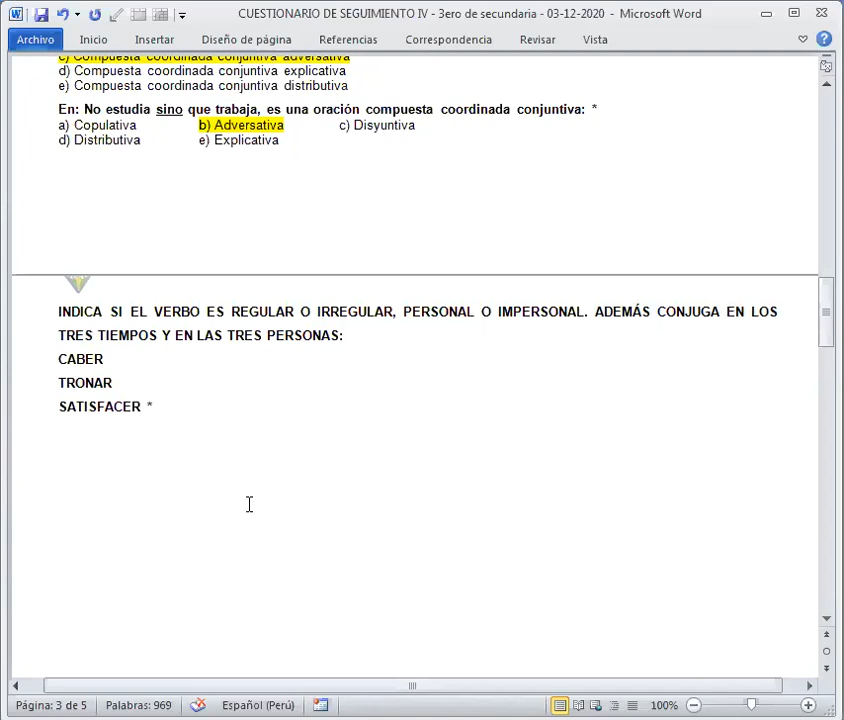 CUESTIONARIO DE SEGUIMIENTO IV - 3ero de secundaria - 03-12-2020 - Microsoft Word
Archivo Inicio Insertar Diseño de página Referencias Correspondencia Revisar Vista
c) Compuesta coordinada conjuntiva adversativa
d) Compuesta coordinada conjuntiva explicativa
e) Compuesta coordinada conjuntiva distributiva
En: No estudia sino que trabaja, es una oración compuesta coordinada conjuntiva: *
a) Copulativa b) Adversativa c) Disyuntiva
d) Distributiva e) Explicativa
INDICA SI EL VERBO ES REGULAR O IRREGULAR, PERSONAL O IMPERSONAL. ADEMÁS CONJUGA EN LOS
TRES TIEMPOS Y EN LAS TRES PERSONAS:
CABER
TRONAR
SATISFACER *
Página: 3 de 5 Palabras: 969 Español (Perú) 100%